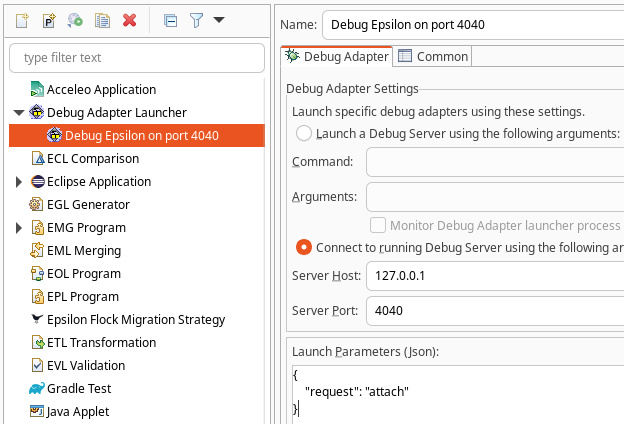 Name: Debug Epsilon on port 4040
type filter text
Acceleo Application
Debug Adapter Launcher
Debug Epsilon on port 4040
ECL Comparison
Eclipse Application
EGL Generator
EMG Program
EML Merging
EOL Program
EPL Program
Epsilon Flock Migration Strategy
ETL Transformation
EVL Validation
Gradle Test
Java Applet
Debug Adapter Common
Debug Adapter Settings
Launch specific debug adapters using these settings.
Launch a Debug Server using the following arguments:
Command:
Arguments:
Monitor Debug Adapter launcher process
Connect to running Debug Server using the following ar
Server Host: 127.0.0.1
Server Port: 4040
Launch Parameters (Json):
{
"request": "attach"
}